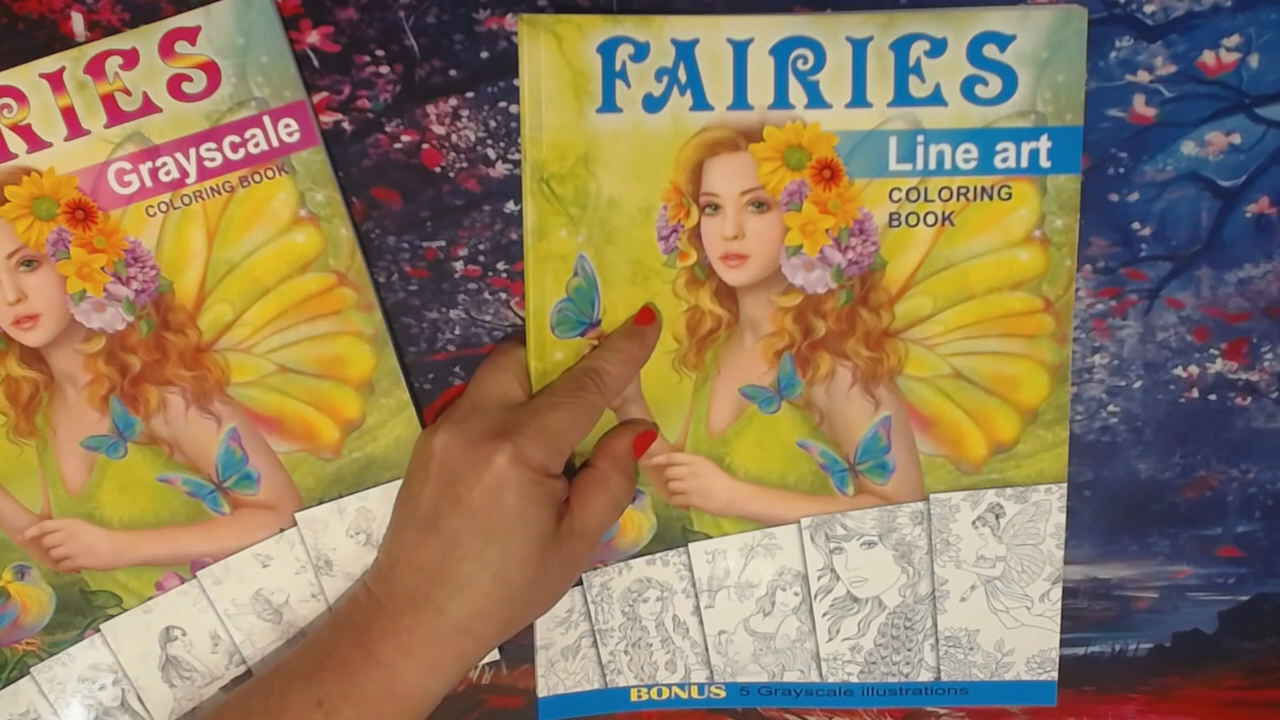 RIES
Grayscale
COLORING BOOK
FAIRIES
Line art
COLORING
BOOK
BONUS 5 Grayscale illustrations